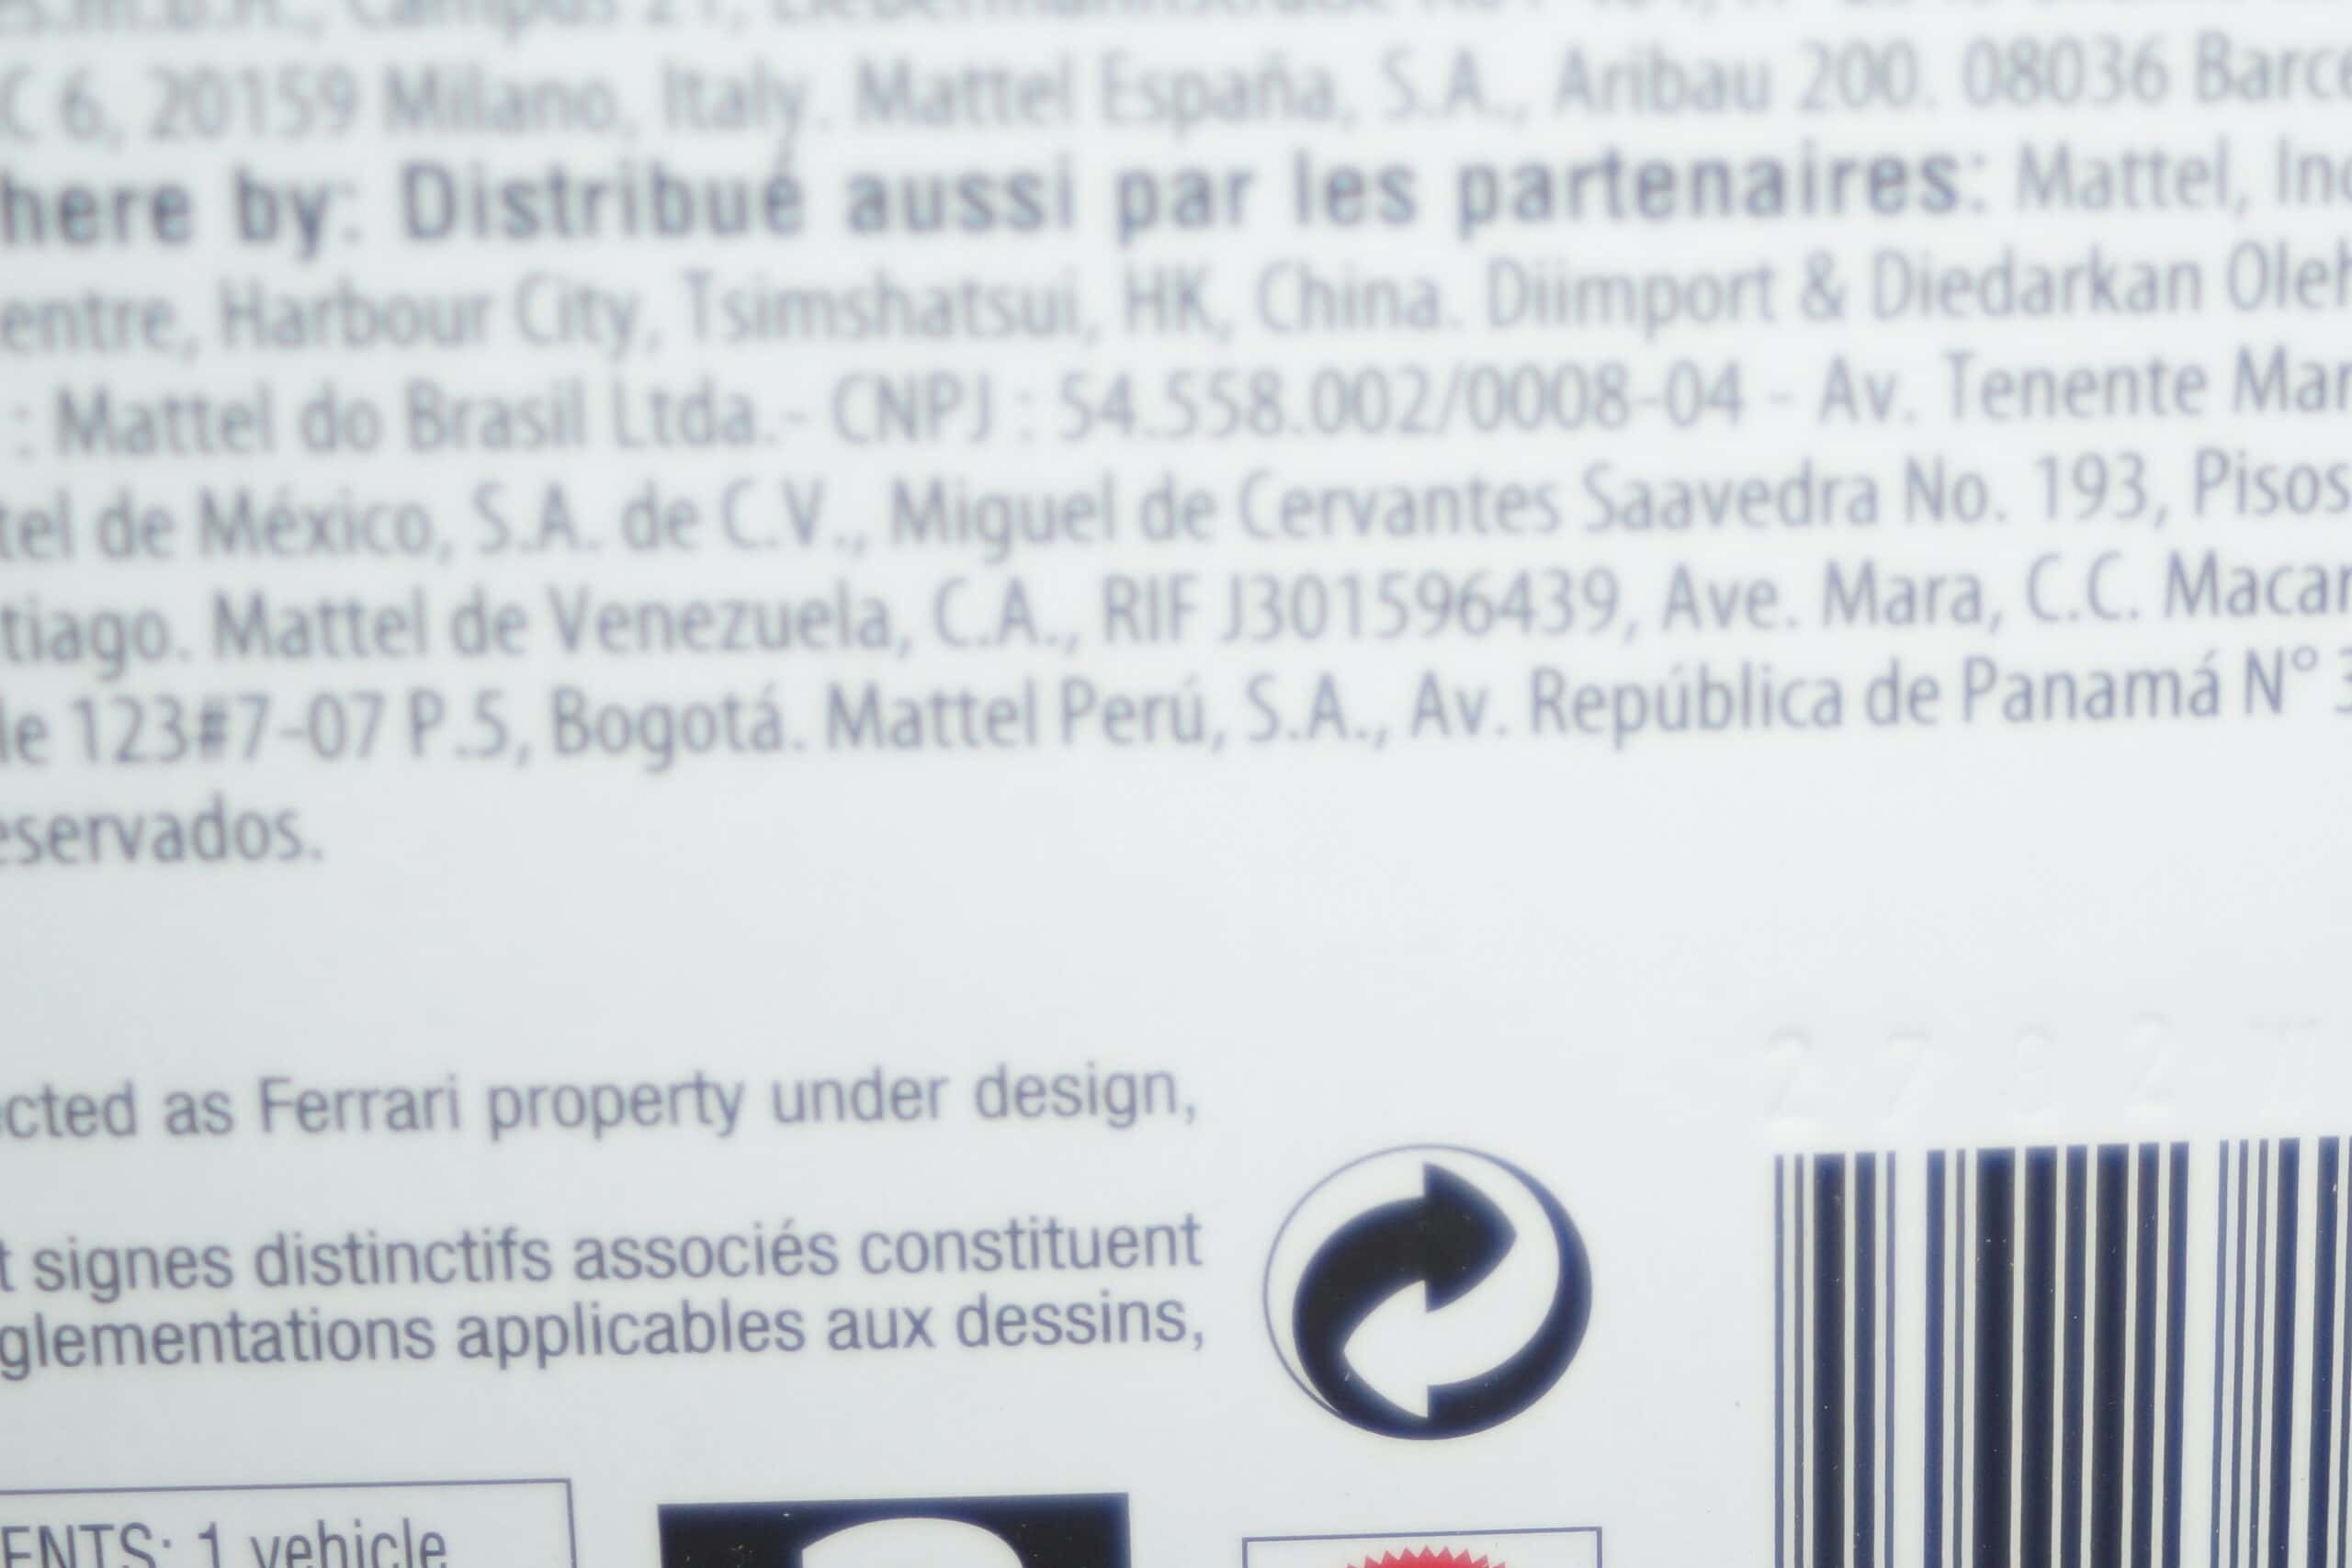 C 6, 20159 Milano, Italy. Mattel España, S.A., Aribau 200. 08036 Barc
here by: Distribué aussi par les partenaires: Mattel, In
entre, Harbour City, Tsimshatsui, HK, China. Diimport & Diedarkan Oleh
: Mattel do Brasil Ltda.- CNPJ : 54.558.002/0008-04 - Av. Tenente Mar
tel de México, S.A. de C.V., Miguel de Cervantes Saavedra No. 193, Pisos
tiago. Mattel de Venezuela, C.A., RIF J301596439, Ave. Mara, C.C. Macar
le 123#7-07 P.5, Bogotá. Mattel Perú, S.A., Av. República de Panamá N° 3
eservados.
cted as Ferrari property under design,
t signes distinctifs associés constituent
glementations applicables aux dessins,
ENTS: 1 vehicle